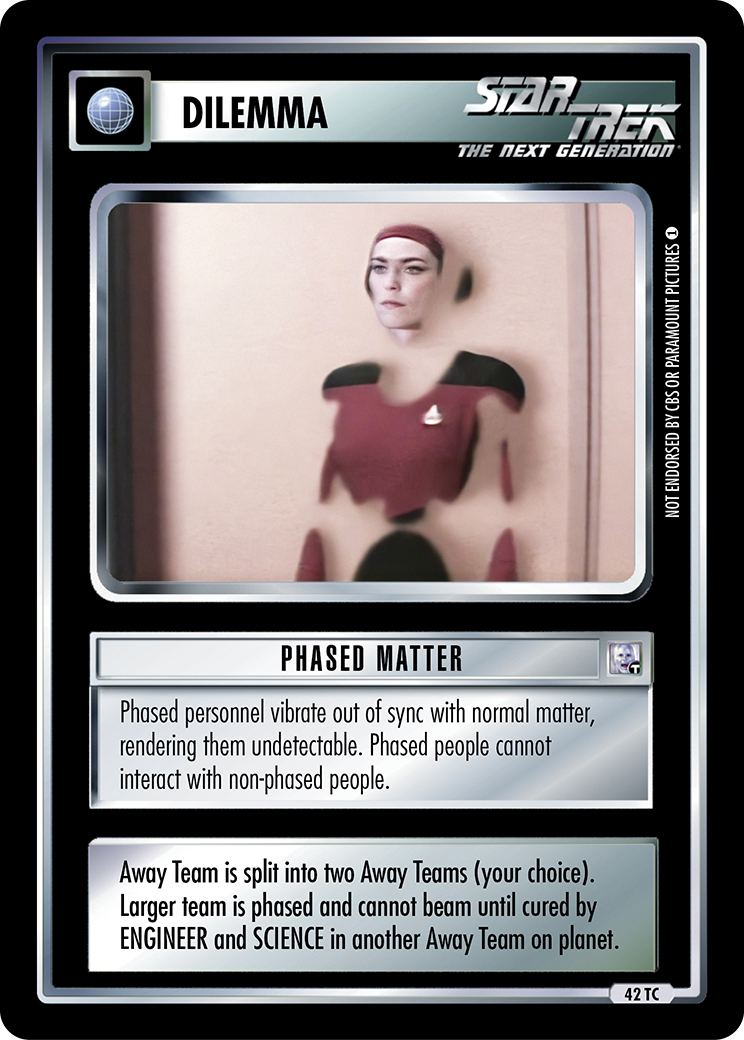 DILEMMA
STAR TREK
THE NEXT GENERATION
NOT ENDORSED BY CBS OR PARAMOUNT PICTURES 1
PHASED MATTER
T
Phased personnel vibrate out of sync with normal matter,
rendering them undetectable. Phased people cannot
interact with non-phased people.
Away Team is split into two Away Teams (your choice).
Larger team is phased and cannot beam until cured by
ENGINEER and SCIENCE in another Away Team on planet.
42 TC